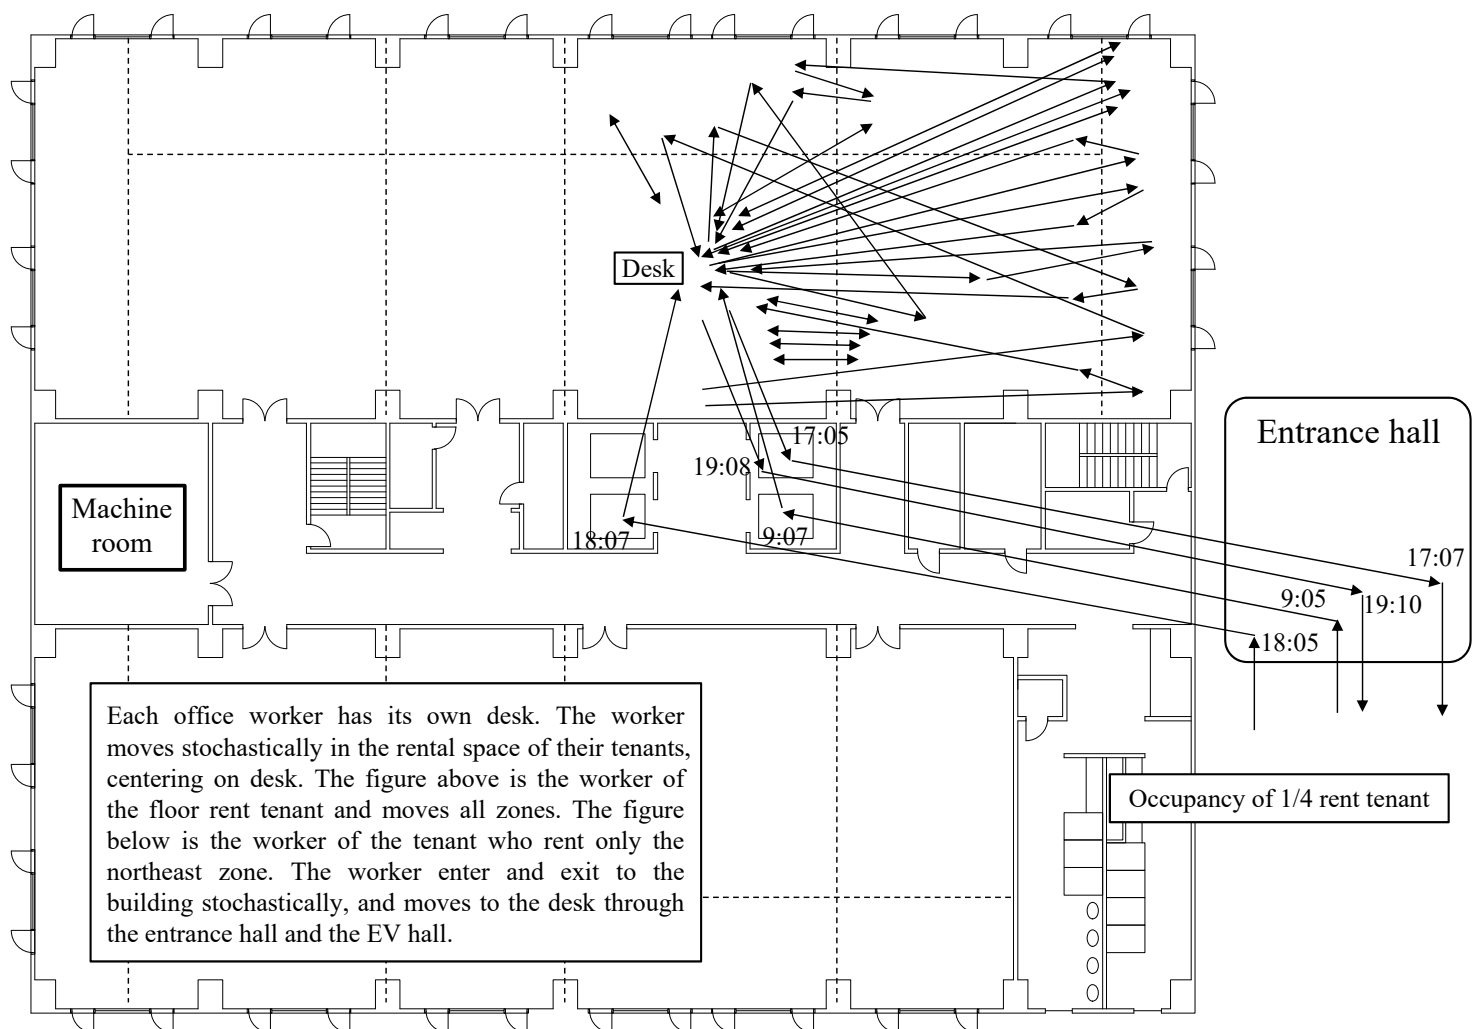 Desk
17:05
Entrance hall
19:08
Machine
room
18:07
9:07
17:07
9:05
19:10
18:05
Each office worker has its own desk. The worker
moves stochastically in the rental space of their tenants,
centering on desk. The figure above is the worker of
the floor rent tenant and moves all zones. The figure
below is the worker of the tenant who rent only the
northeast zone. The worker enter and exit to the
building stochastically, and moves to the desk through
the entrance hall and the EV hall.
Occupancy of 1/4 rent tenant